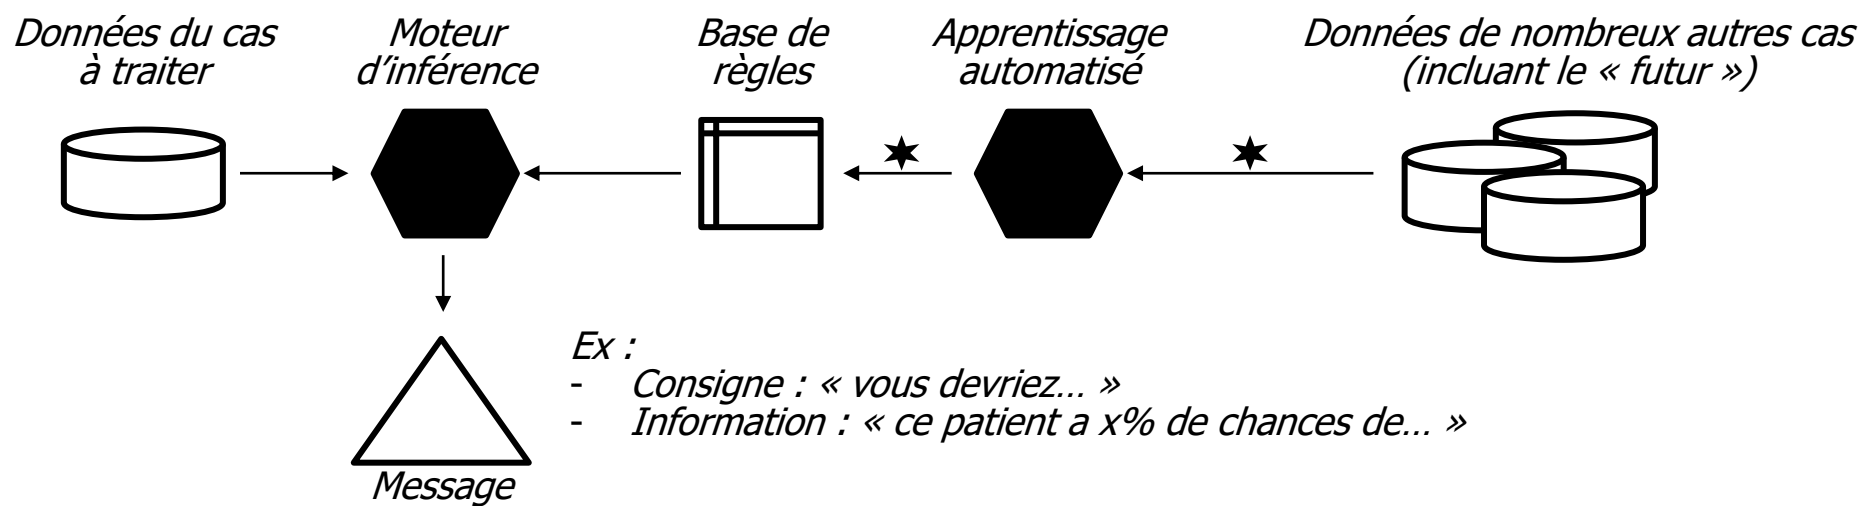 Données du cas
à traiter
Moteur
d’inférence
Base de
règles
Apprentissage
automatisé
Données de nombreux autres cas
(incluant le « futur »)
Ex :
- Consigne : « vous devriez… »
- Information : « ce patient a x% de chances de… »
Message